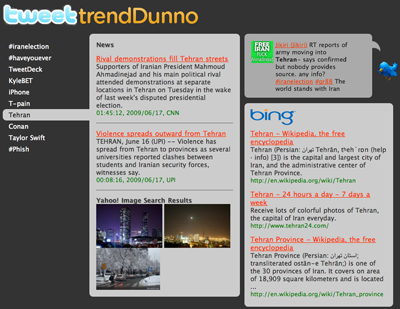 tweet trendDunno
#iranelection
#haveyouever
TweetDeck
KyleBET
iPhone
T-pain
Tehran
Conan
Taylor Swift
#Phish
News
Rival demonstrations fill Tehran streets
Supporters of Iranian President Mahmoud
Ahmadinejad and his main political rival
attended demonstrations at separate
locations in Tehran on Tuesday in the wake
of last week's disputed presidential
election.
01:45:12, 2009/06/17, CNN
Violence spreads outward from Tehran
TEHRAN, June 16 (UPI) -- Violence has
spread from Tehran to provinces as several
universities reported clashes between
students and Iranian security forces,
witnesses say.
00:08:16, 2009/06/17, UPI
Yahoo! Image Search Results
FREE
IRAN
RT reports of
army moving into
Tehran- says confirmed
but nobody provides
source. any info?
#iranelection #gr88 The
world stands with Iran
bing
Tehran - Wikipedia, the free
encyclopedia
Tehran (Persian: تهران Tehrān, (help
· info) [3]) is the capital and largest city of
Iran, and the administrative center of
Tehran Province.
http://en.wikipedia.org/wiki/Tehran
Tehran - 24 hours a day - 7 days a
week
Receive lots of colorful photos of Tehran,
the capital of Iran everyday.
http://www.tehran24.com/
Tehran Province - Wikipedia, the free
encyclopedia
Tehran Province (Persian: استان تهران;
transliterated ostān-e Tehrān;) is one of
the 30 provinces of Iran. It covers an area
of 18,909 square kilometers and is located
...
http://en.wikipedia.org/wiki/Tehran_province